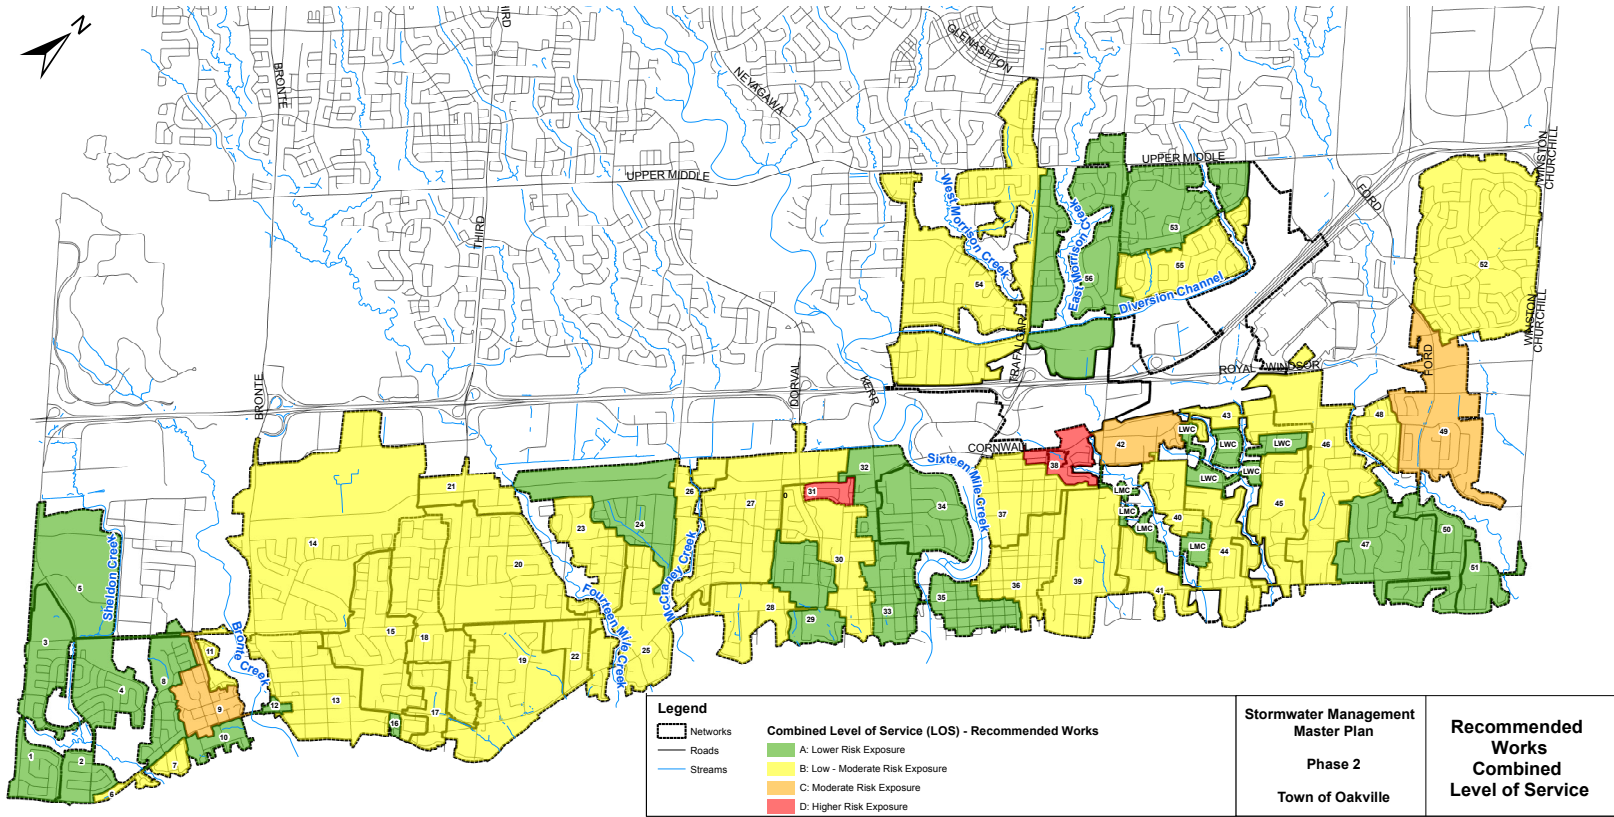 N
HIRD
GLENASHTON
BRONTE
NEYAGAWA
UPPER MIDDLE
WINSTON
CHURCHILL
UPPER MIDDLE
FORD
West Morrison Creek
East Morrison Creek
THIRD
53
55
52
56
54
Diversion Channel
WINSTON
CHURCHILL
TRAFALGAR
FORD
ROYAL WINDSOR
BRONTE
DORVAL
KERR
43
48
LWC
42
LWC
LWC
46
49
CORNWALL
38
32
Sixteen Mile Creek
LWC
LWC
21
26
31
0
27
LMC
34
37
LMC
LMC
40
45
50
23
24
14
20
30
LMC
44
47
51
Sheldon Creek
McCraney Creek
5
39
36
41
Fourteen Mile Creek
35
28
33
29
15
18
3
Bronte Creek
11
25
22
19
8
4
13
12
9
17
16
10
7
1
2
6
Legend
Networks
Roads
Streams
Combined Level of Service (LOS) - Recommended Works
A: Lower Risk Exposure
B: Low - Moderate Risk Exposure
C: Moderate Risk Exposure
D: Higher Risk Exposure
Stormwater Management
Master Plan
Phase 2
Town of Oakville
Recommended
Works
Combined
Level of Service